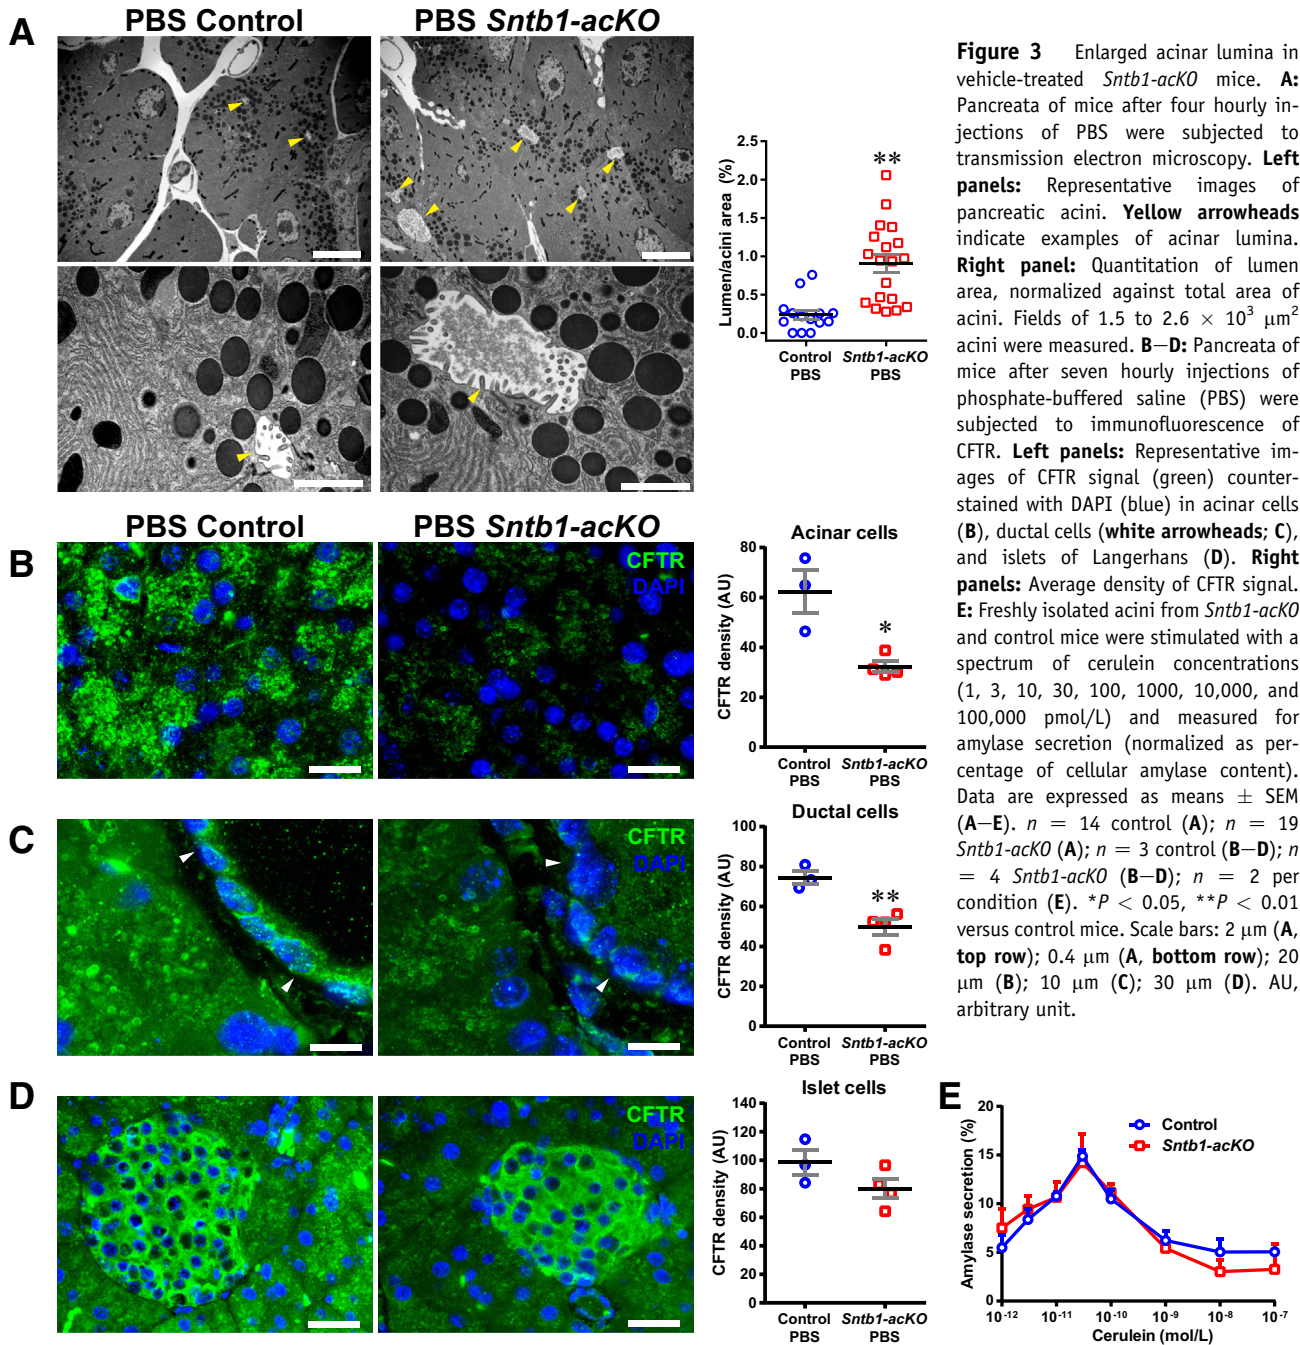 A
PBS Control
PBS Sntb1-acKO
Lumen/acini area (%)
2.5
2.0
1.5
1.0
0.5
0.0
**
Control
PBS
Sntb1-acKO
PBS
Figure 3 Enlarged acinar lumina in
vehicle-treated Sntb1-acKO mice. A:
Pancreata of mice after four hourly in-
jections of PBS were subjected to
transmission electron microscopy. Left
panels: Representative images of
pancreatic acini. Yellow arrowheads
indicate examples of acinar lumina.
Right panel: Quantitation of lumen
area, normalized against total area of
acini. Fields of 1.5 to 2.6 × 10³ μm²
acini were measured. B–D: Pancreata of
mice after seven hourly injections of
phosphate-buffered saline (PBS) were
subjected to immunofluorescence of
CFTR. Left panels: Representative im-
ages of CFTR signal (green) counter-
stained with DAPI (blue) in acinar cells
(B), ductal cells (white arrowheads; C),
and islets of Langerhans (D). Right
panels: Average density of CFTR signal.
E: Freshly isolated acini from Sntb1-acKO
and control mice were stimulated with a
spectrum of cerulein concentrations
(1, 3, 10, 30, 100, 1000, 10,000, and
100,000 pmol/L) and measured for
amylase secretion (normalized as per-
centage of cellular amylase content).
Data are expressed as means ± SEM
(A–E). n = 14 control (A); n = 19
Sntb1-acKO (A); n = 3 control (B–D); n
= 4 Sntb1-acKO (B–D); n = 2 per
condition (E). *P < 0.05, **P < 0.01
versus control mice. Scale bars: 2 μm (A,
top row); 0.4 μm (A, bottom row); 20
μm (B); 10 μm (C); 30 μm (D). AU,
arbitrary unit.
PBS Control
PBS Sntb1-acKO
B
CFTR
DAPI
Acinar cells
CFTR density (AU)
80
60
40
20
0
*
Control
PBS
Sntb1-acKO
PBS
C
CFTR
DAPI
Ductal cells
CFTR density (AU)
100
80
60
40
20
0
**
Control
PBS
Sntb1-acKO
PBS
D
CFTR
DAPI
Islet cells
CFTR density (AU)
140
120
100
80
60
40
20
0
Control
PBS
Sntb1-acKO
PBS
E
Amylase secretion (%)
20
15
10
5
0
Control
Sntb1-acKO
10⁻¹² 10⁻¹¹ 10⁻¹⁰ 10⁻⁹ 10⁻⁸ 10⁻⁷
Cerulein (mol/L)